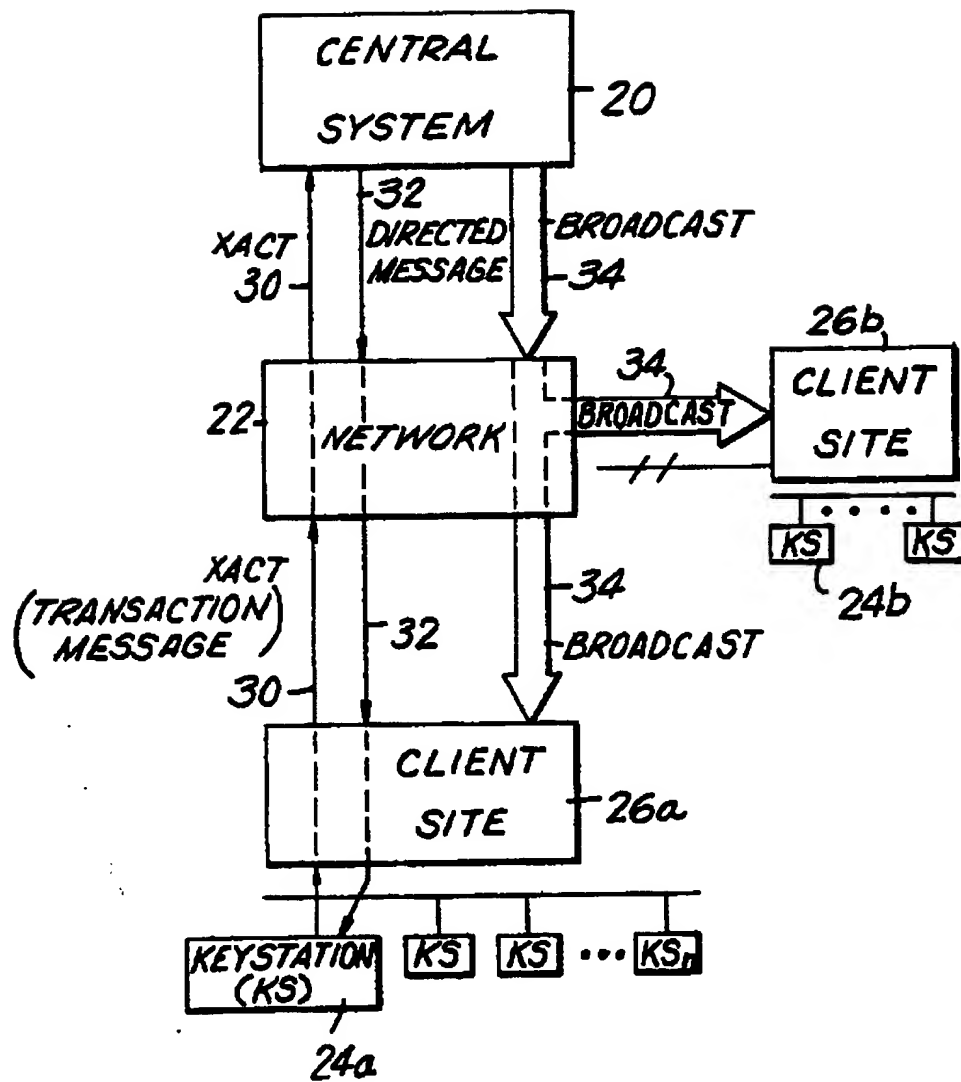 CENTRAL
SYSTEM
20
32
DIRECTED
MESSAGE
XACT
30
BROADCAST
34
26b
CLIENT
SITE
34
BROADCAST
22
NETWORK
KS
KS
24b
XACT
(TRANSACTION
MESSAGE)
30
32
34
BROADCAST
CLIENT
SITE
26a
KEYSTATION
(KS)
KS
KS
KSn
24a